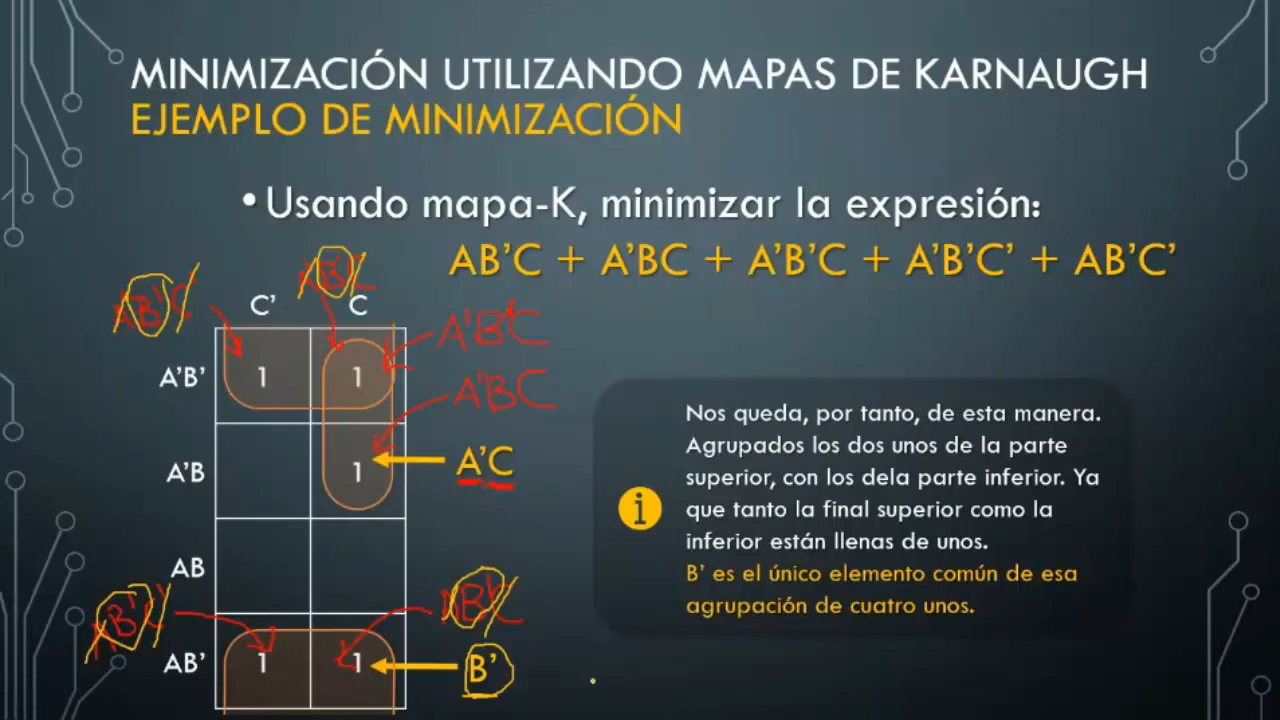 MINIMIZACIÓN UTILIZANDO MAPAS DE KARNAUGH
EJEMPLO DE MINIMIZACIÓN
• Usando mapa-K, minimizar la expresión:
AB'C + A'BC + A'B'C + A'B'C' + AB'C'
C' C
A'B'C
A'B' 1 1
A'BC
A'B 1 A'C
AB
AB' 1 1 B'
Nos queda, por tanto, de esta manera.
Agrupados los dos unos de la parte
superior, con los dela parte inferior. Ya
que tanto la final superior como la
inferior están llenas de unos.
B' es el único elemento común de esa
agrupación de cuatro unos.